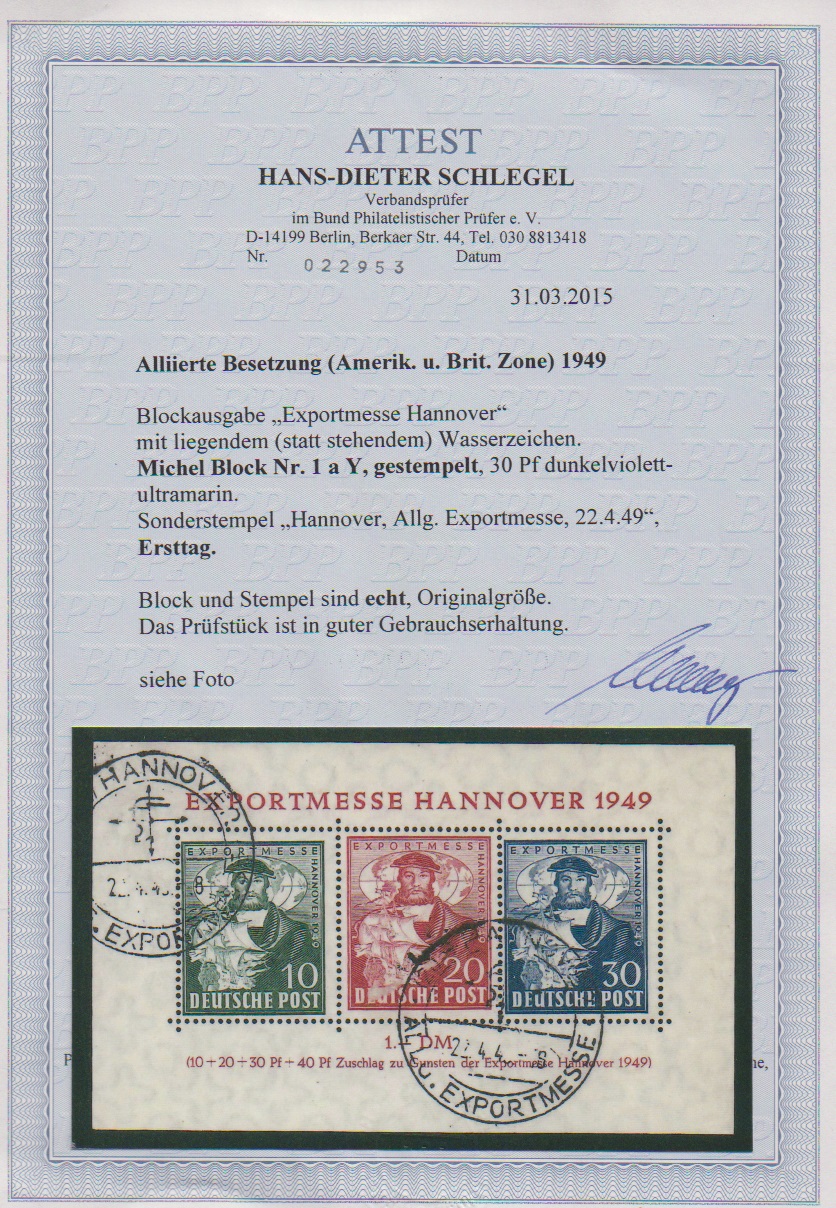 ATTEST
HANS-DIETER SCHLEGEL
Verbandsprüfer
im Bund Philatelistischer Prüfer e. V.
D-14199 Berlin, Berkaer Str. 44, Tel. 030 8813418
Nr. 022953 Datum
31.03.2015
Alliierte Besetzung (Amerik. u. Brit. Zone) 1949
Blockausgabe „Exportmesse Hannover“
mit liegendem (statt stehendem) Wasserzeichen.
Michel Block Nr. 1 a Y, gestempelt, 30 Pf dunkelviolett-
ultramarin.
Sonderstempel „Hannover, Allg. Exportmesse, 22.4.49“,
Ersttag.
Block und Stempel sind echt, Originalgröße.
Das Prüfstück ist in guter Gebrauchserhaltung.
siehe Foto
HANNOVER
EXPORTMESSE HANNOVER 1949
EXPORTMESSE
HANNOVER 1949
10
DEUTSCHE POST
EXPORTMESSE
HANNOVER 1949
20
DEUTSCHE POST
EXPORTMESSE
HANNOVER 1949
30
DEUTSCHE POST
1.- DM
(10+20+30 Pf+40 Pf Zuschlag zu Gunsten der Exportmesse Hannover 1949)
ALLG. EXPORTMESSE
BPP